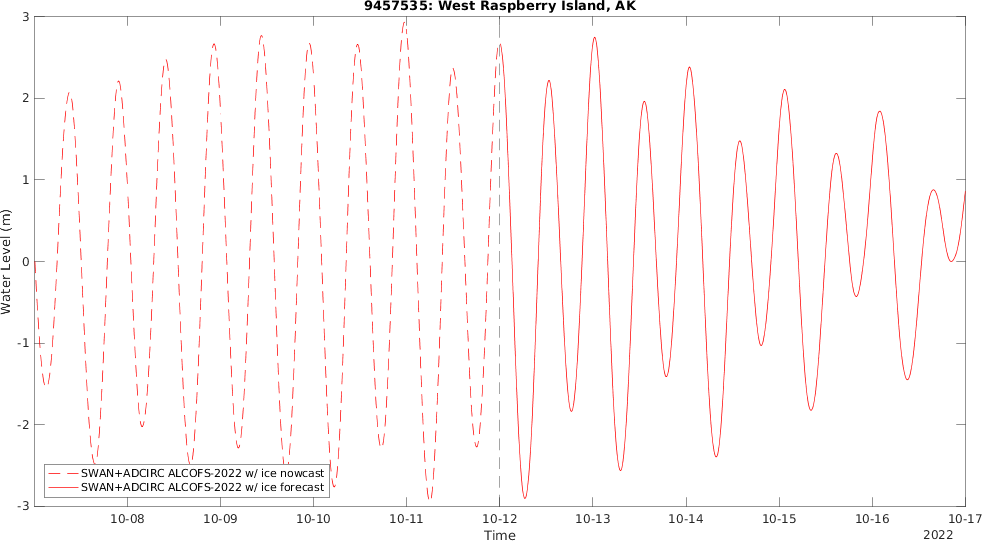 9457535: West Raspberry Island, AK
3
2
1
0
-1
-2
-3
Water Level (m)
SWAN+ADCIRC ALCOFS-2022 w/ ice nowcast
SWAN+ADCIRC ALCOFS-2022 w/ ice forecast
10-08 10-09 10-10 10-11 10-12 10-13 10-14 10-15 10-16 10-17
Time
2022